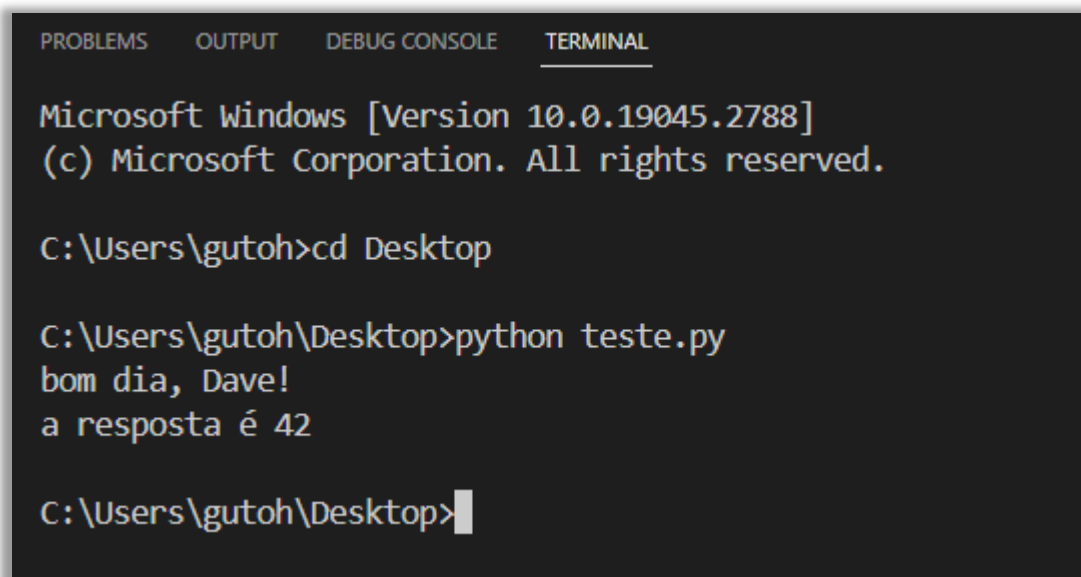 PROBLEMS OUTPUT DEBUG CONSOLE TERMINAL
Microsoft Windows [Version 10.0.19045.2788]
(c) Microsoft Corporation. All rights reserved.
C:\Users\gutoh>cd Desktop
C:\Users\gutoh\Desktop>python teste.py
bom dia, Dave!
a resposta é 42
C:\Users\gutoh\Desktop>